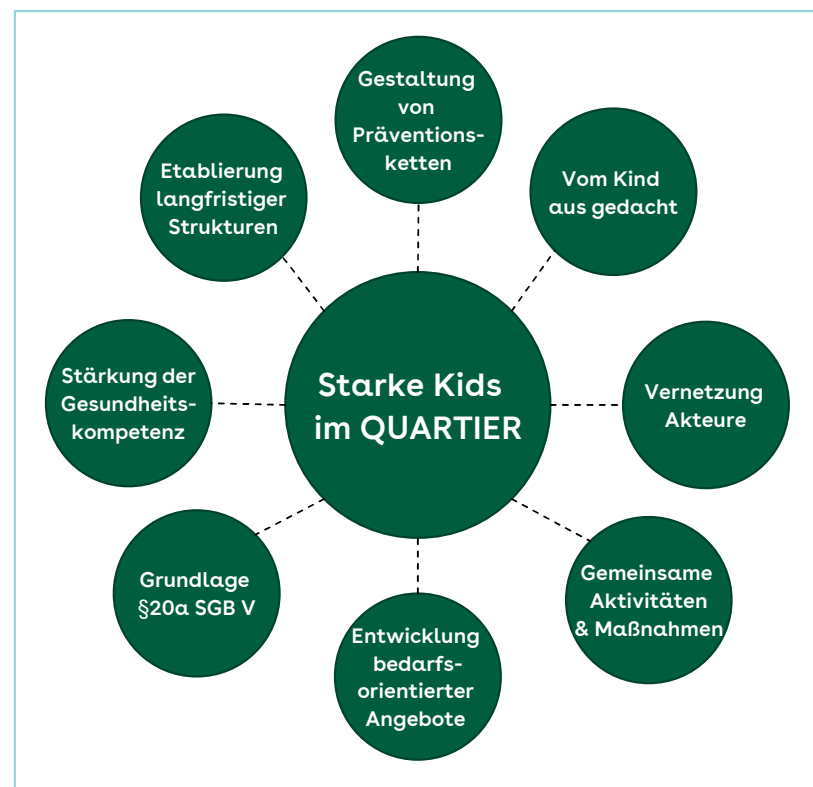 Gestaltung
von
Präventions-
ketten
Vom Kind
aus gedacht
Vernetzung
Akteure
Gemeinsame
Aktivitäten
& Maßnahmen
Entwicklung
bedarfs-
orientierter
Angebote
Grundlage
§20a SGB V
Stärkung der
Gesundheits-
kompetenz
Etablierung
langfristiger
Strukturen
Starke Kids
im QUARTIER